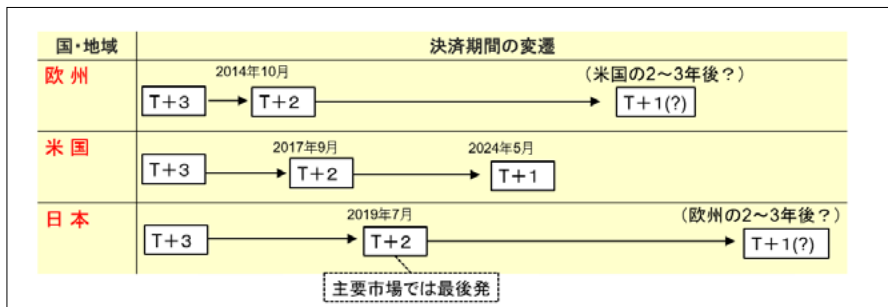 国・地域 決済期間の変遷
欧 州
2014年10月 (米国の2～3年後？)
T＋3 T＋2 T＋1(?)
米 国
2017年9月 2024年5月
T＋3 T＋2 T＋1
日 本
2019年7月 (欧州の2～3年後？)
T＋3 T＋2 T＋1(?)
主要市場では最後発